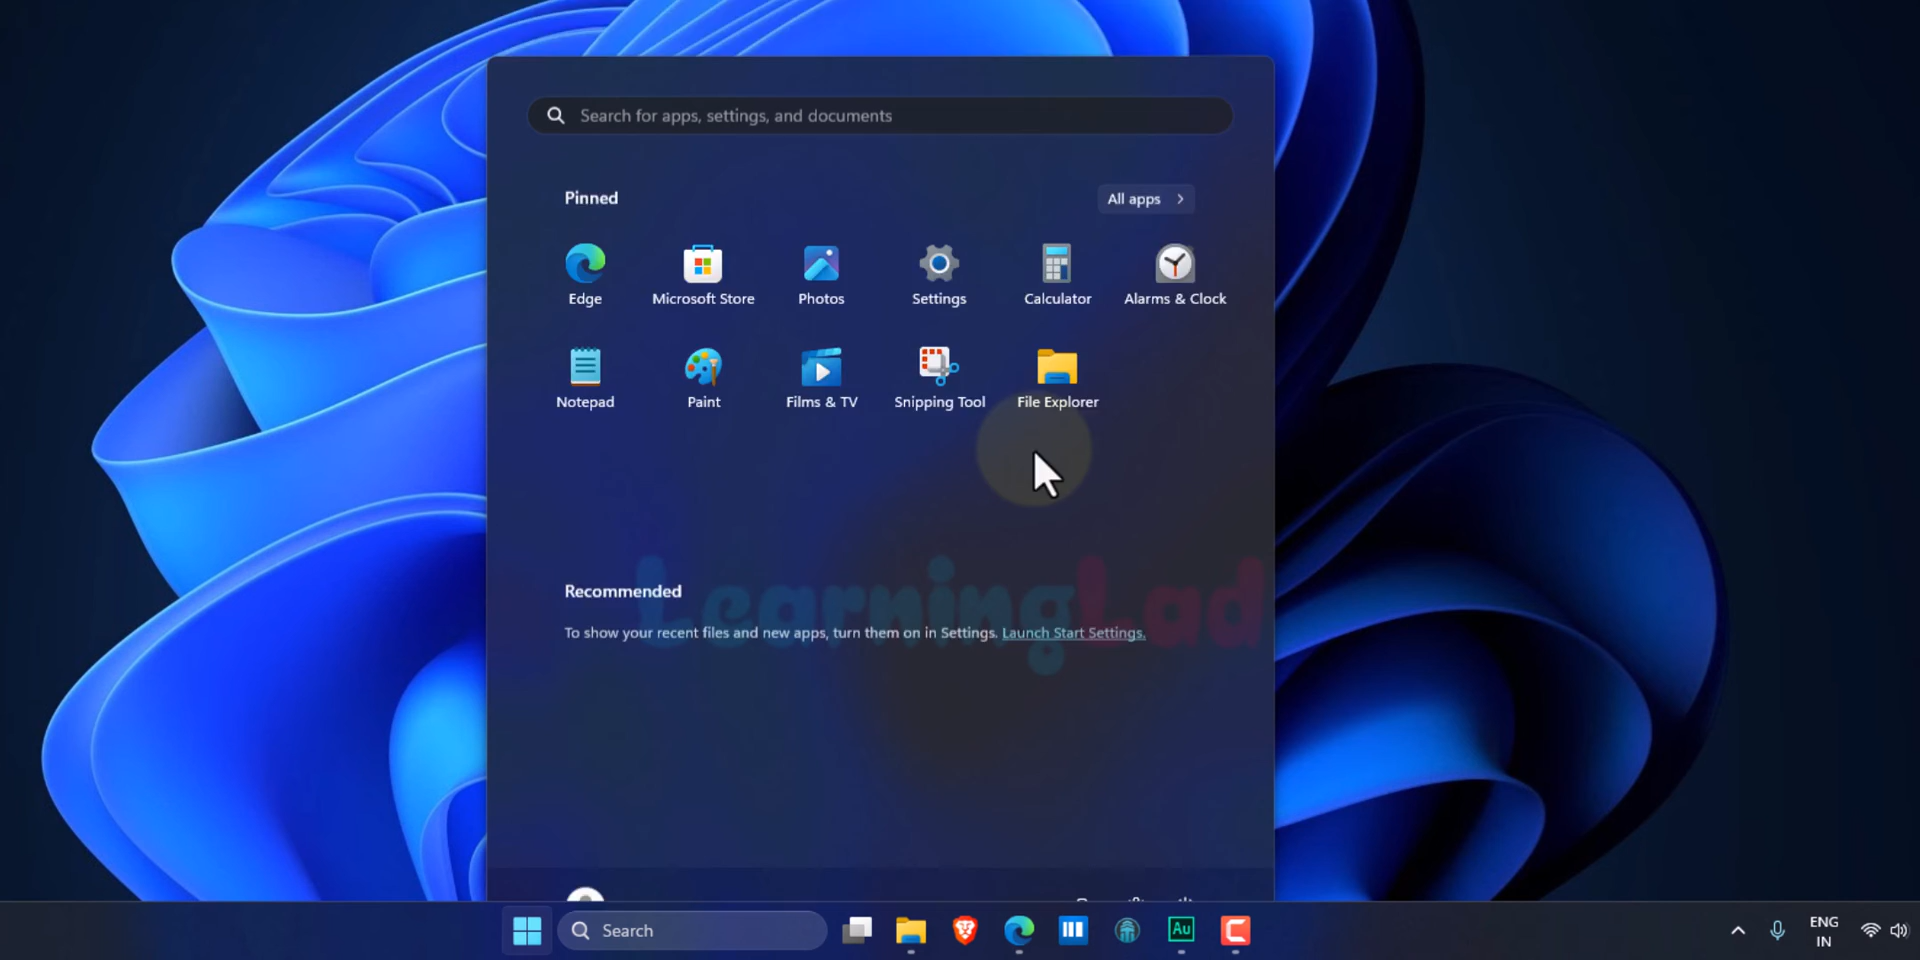 Search for apps, settings, and documents
Pinned
All apps
Edge
Microsoft Store
Photos
Settings
Calculator
Alarms & Clock
Notepad
Paint
Films & TV
Snipping Tool
File Explorer
LearningLad
Recommended
To show your recent files and new apps, turn them on in Settings. Launch Start Settings.
Search
Au
ENG
IN